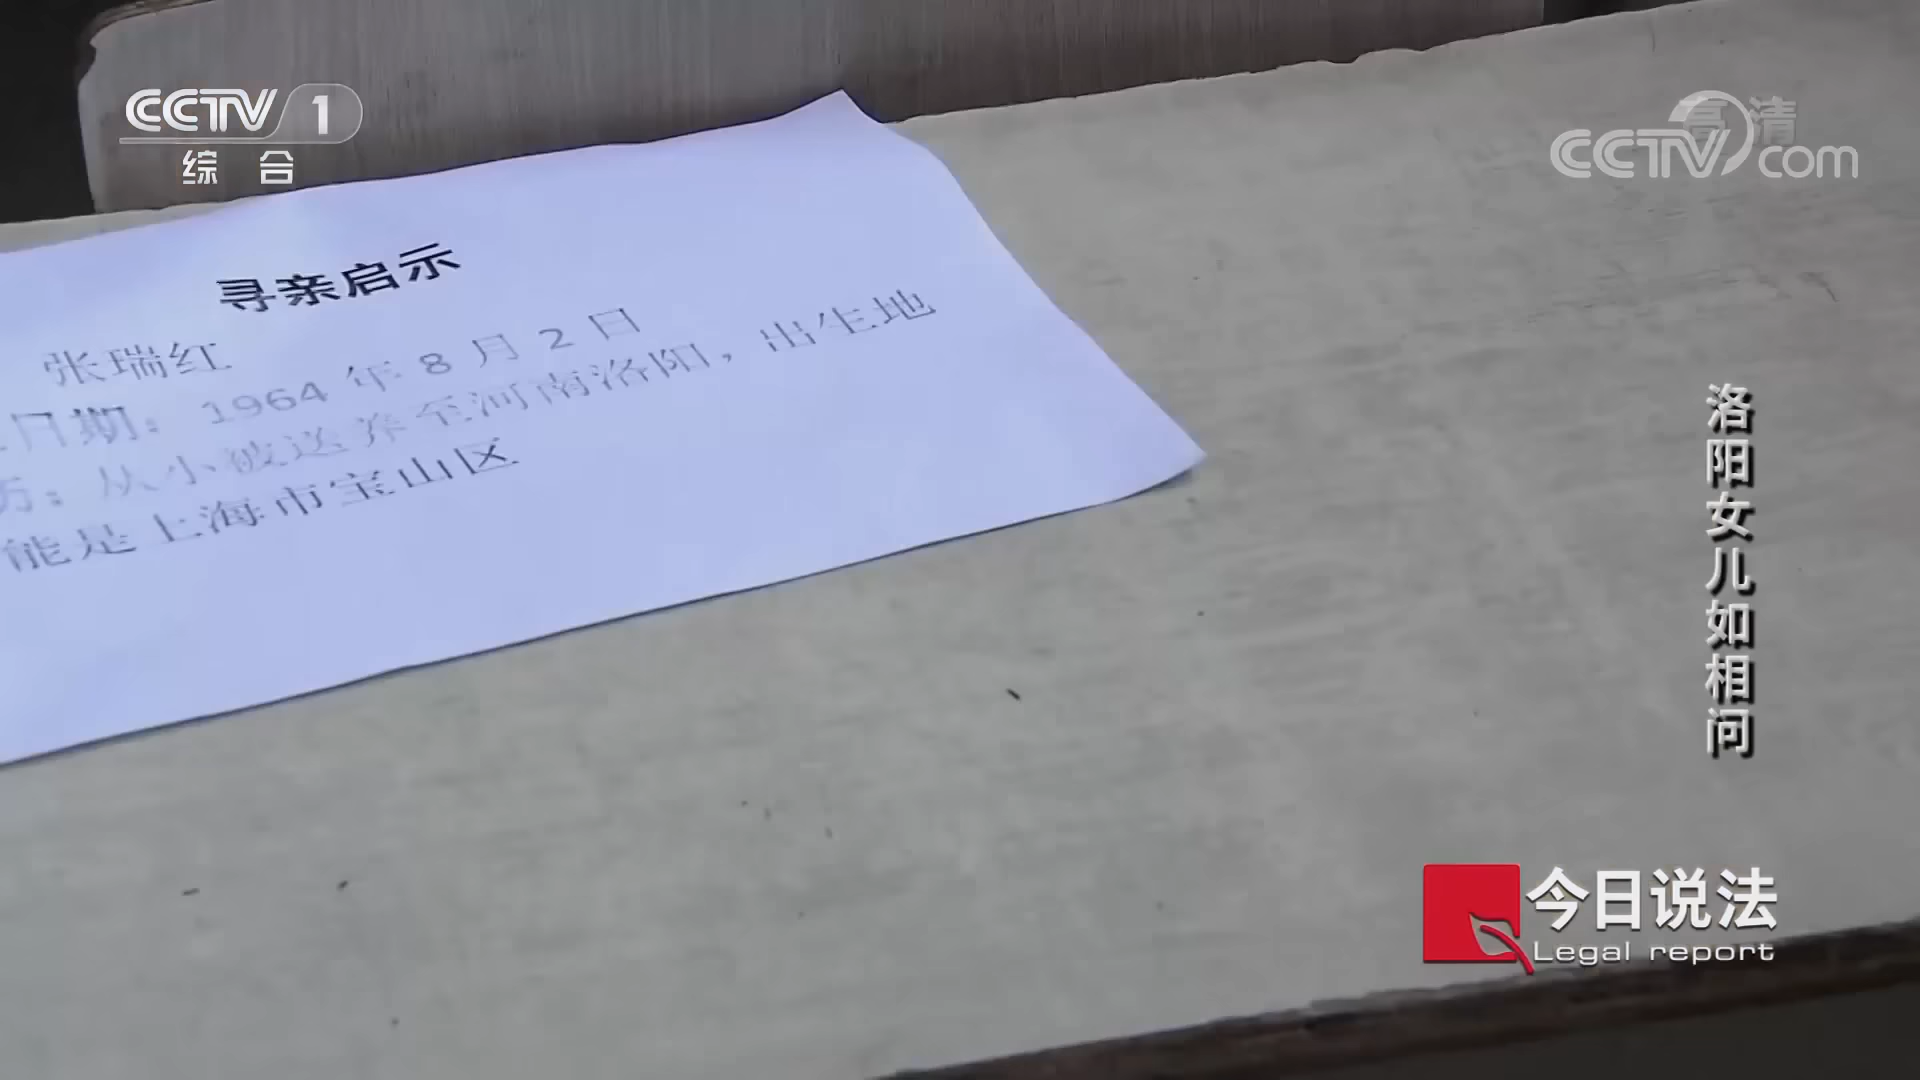 CCTV 1
综合
高清
CCTV.com
寻亲启示
张瑞红
日期：1964年8月2日
历：从小被送养至河南洛阳，出生地
能是上海市宝山区
洛阳女儿如相问
今日说法
Legal report